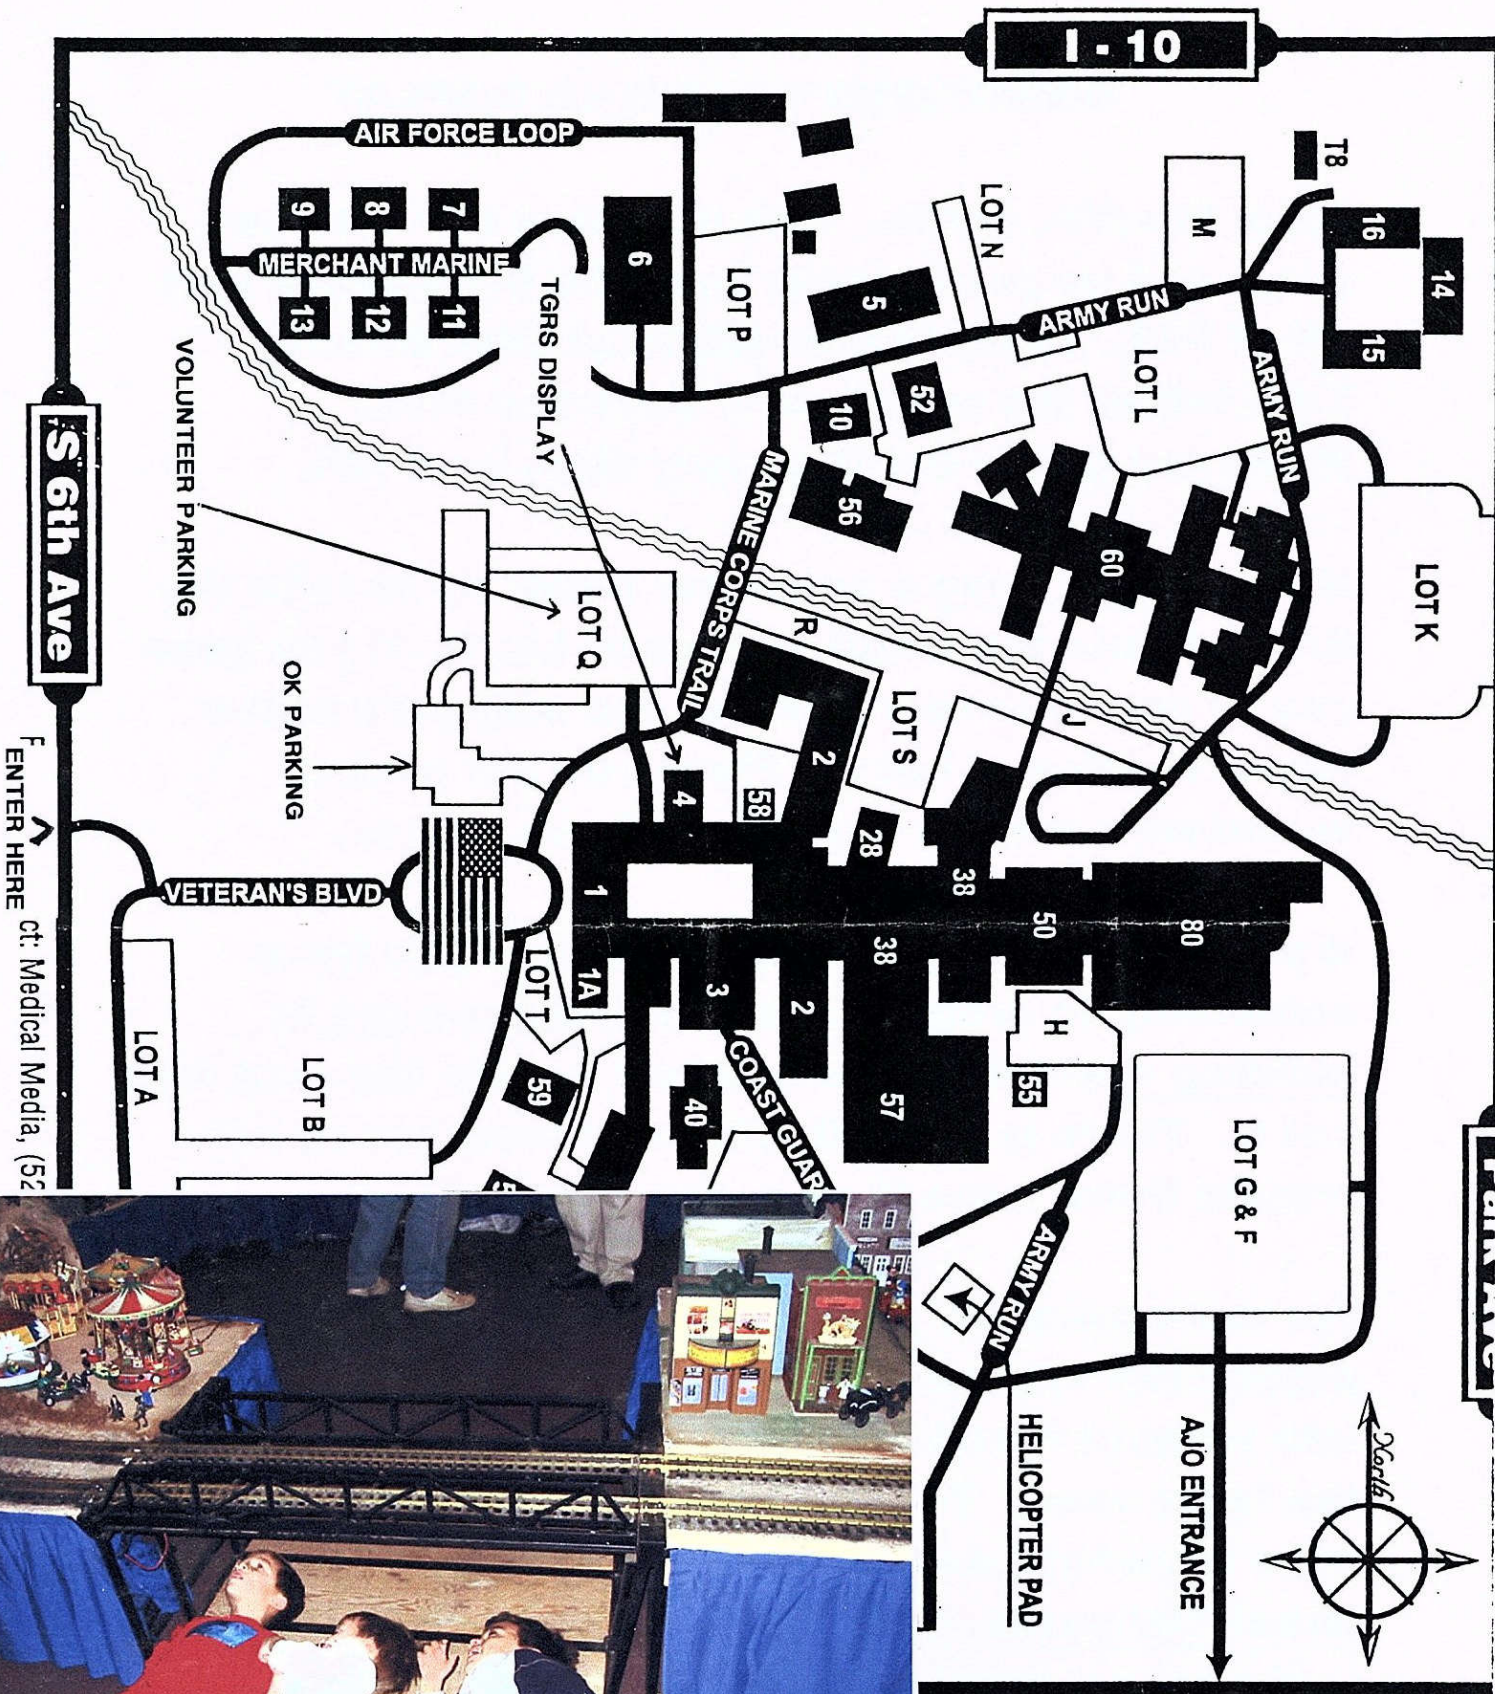 I - 10
AIR FORCE LOOP
T8
16
14
15
M
LOT N
9
8
7
MERCHANT MARINE
13
12
11
6
LOT P
5
ARMY RUN
LOT L
ARMY RUN
LOT K
TGRS DISPLAY
VOLUNTEER PARKING
10
52
56
60
MARINE CORPS TRAIL
S 6th Ave
LOT Q
R
LOT S
J
OK PARKING
4
58
2
28
38
ENTER HERE
VETERAN'S BLVD
1
38
50
80
ct: Medical Media, (52
LOT A
LOT B
LOT T
1A
3
2
H
59
40
COAST GUAR
57
55
LOT G & F
ARMY RUN
HELICOPTER PAD
AJO ENTRANCE
North